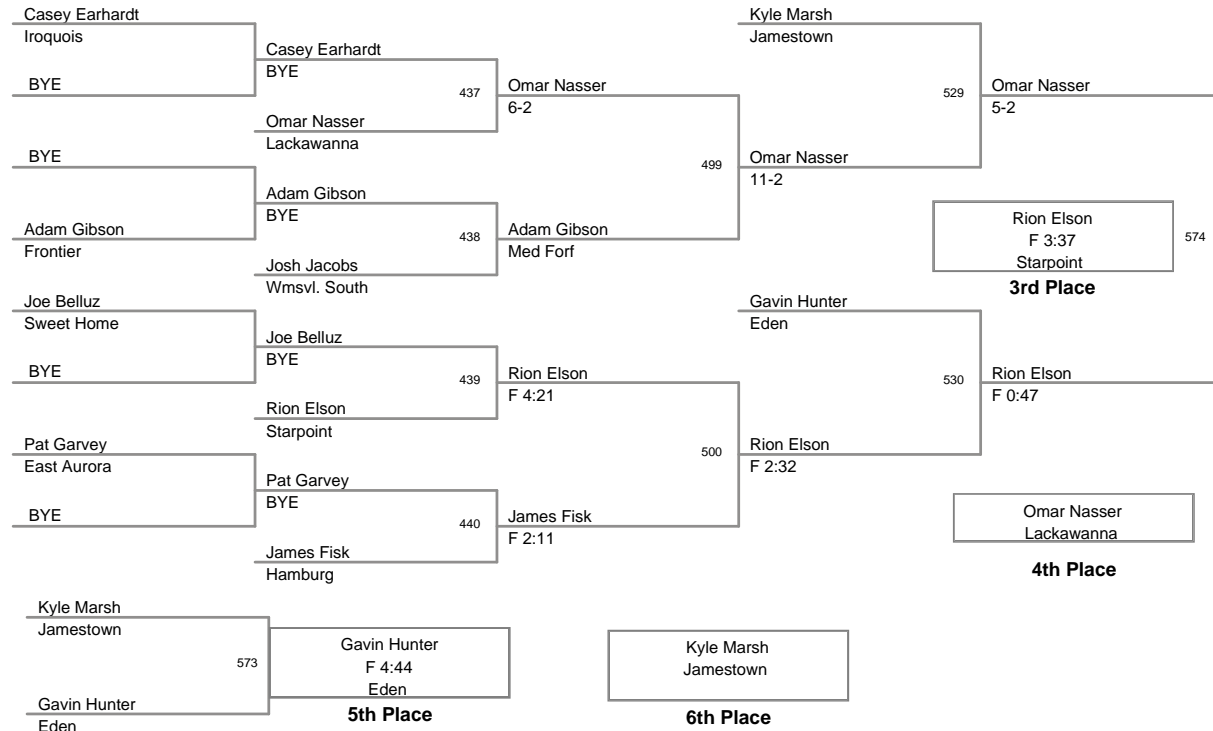 Casey Earhardt
Iroquois
BYE
BYE
Adam Gibson
Frontier
Joe Belluz
Sweet Home
BYE
Pat Garvey
East Aurora
BYE
Casey Earhardt
BYE
437
Omar Nasser
Lackawanna
Adam Gibson
BYE
438
Josh Jacobs
Wmsvl. South
Joe Belluz
BYE
439
Rion Elson
Starpoint
Pat Garvey
BYE
440
James Fisk
Hamburg
Omar Nasser
6-2
499
Adam Gibson
Med Forf
Rion Elson
F 4:21
500
James Fisk
F 2:11
Kyle Marsh
Jamestown
529
Omar Nasser
11-2
Gavin Hunter
Eden
530
Rion Elson
F 2:32
Omar Nasser
5-2
Rion Elson
F 3:37
Starpoint
574
3rd Place
Rion Elson
F 0:47
Omar Nasser
Lackawanna
4th Place
Kyle Marsh
Jamestown
573
Gavin Hunter
Eden
Gavin Hunter
F 4:44
Eden
5th Place
Kyle Marsh
Jamestown
6th Place